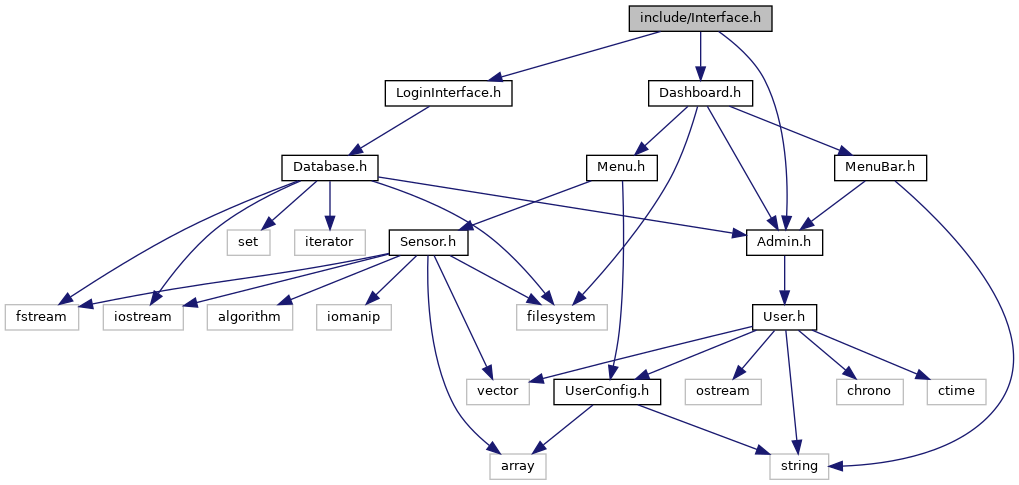 include/Interface.h
LoginInterface.h
Dashboard.h
Database.h
Menu.h
MenuBar.h
set
iterator
Sensor.h
Admin.h
fstream
iostream
algorithm
iomanip
filesystem
User.h
vector
UserConfig.h
ostream
chrono
ctime
array
string